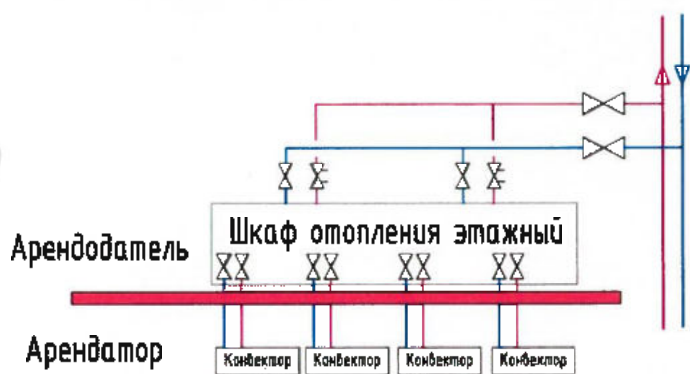 Шкаф отопления этажный
Арендодатель
Арендатор
Конвектор Конвектор Конвектор Конвектор